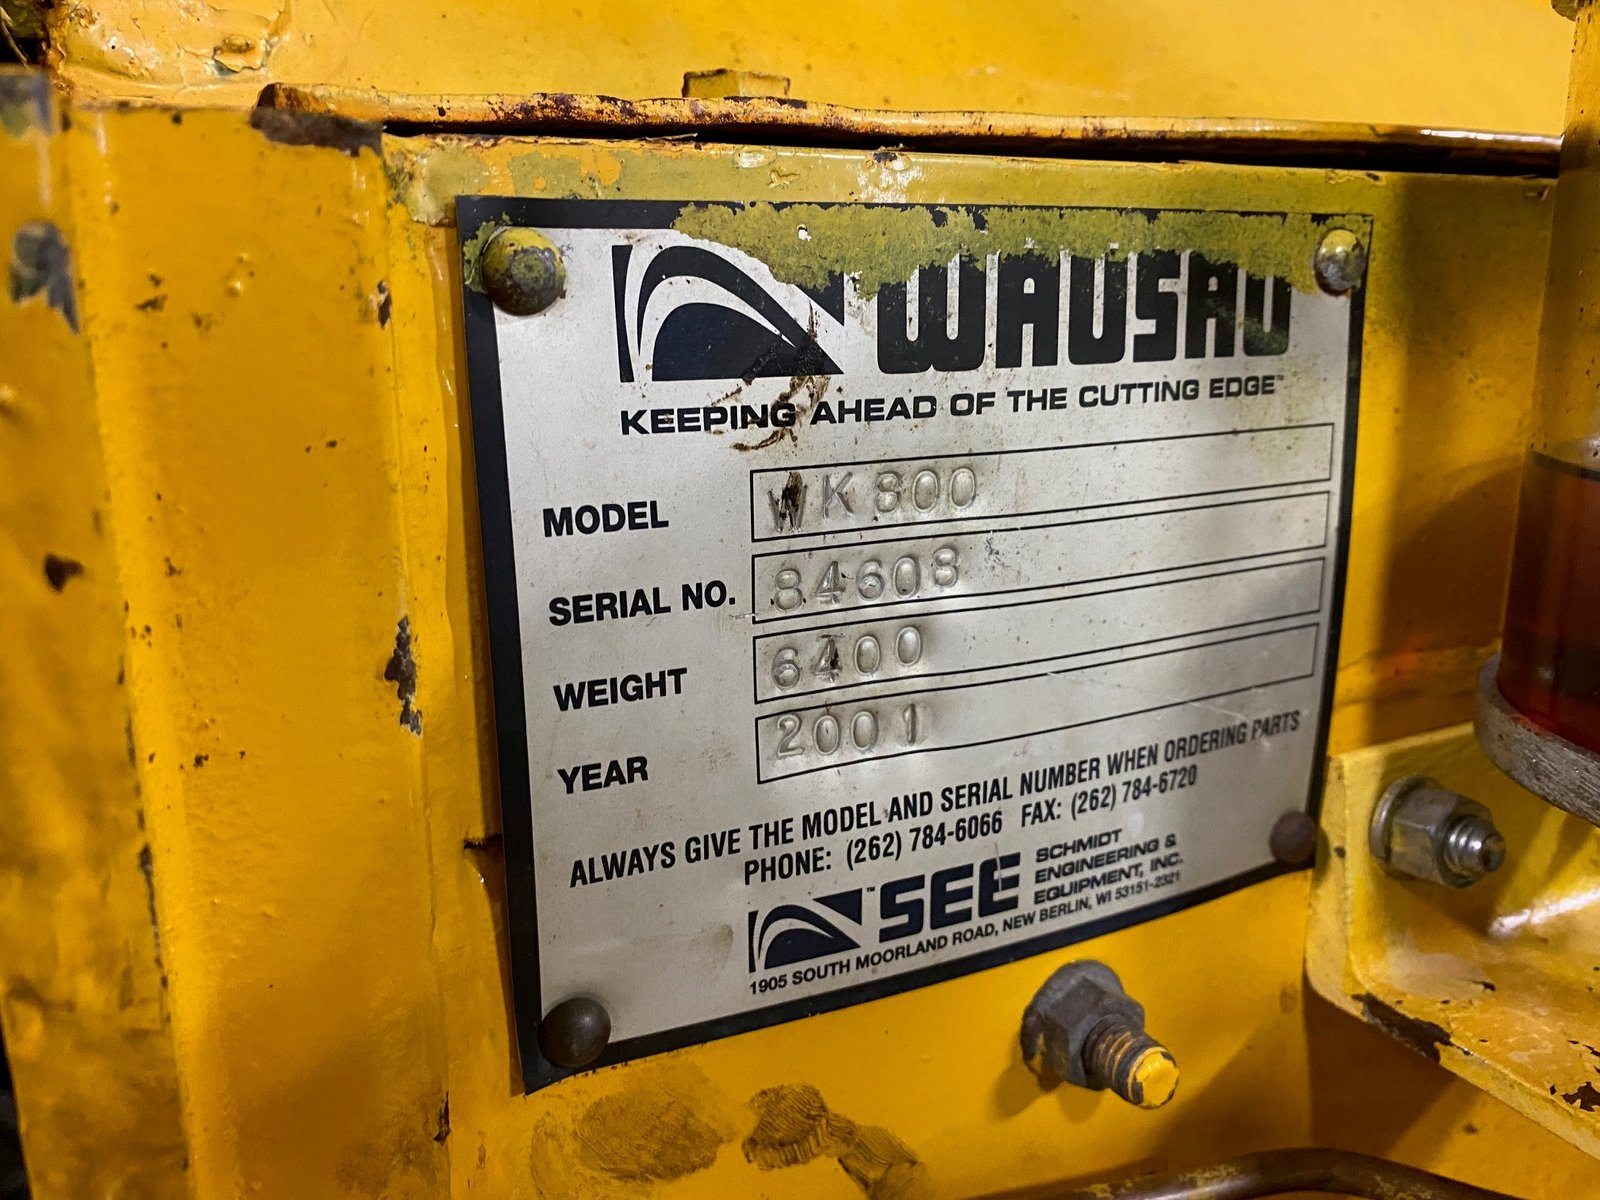 WAUSAU
KEEPING AHEAD OF THE CUTTING EDGE™
MODEL WK800
SERIAL NO. 84608
WEIGHT 6400
YEAR 2001
ALWAYS GIVE THE MODEL AND SERIAL NUMBER WHEN ORDERING PARTS
PHONE: (262) 784-6066 FAX: (262) 784-6720
™ SEE
SCHMIDT
ENGINEERING &
EQUIPMENT, INC.
1905 SOUTH MOORLAND ROAD, NEW BERLIN, WI 53151-2321